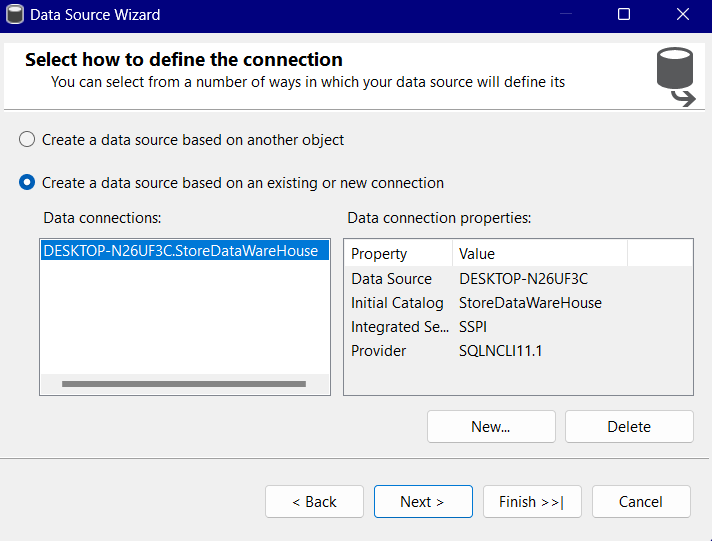 Data Source Wizard
Select how to define the connection
You can select from a number of ways in which your data source will define its
Create a data source based on another object
Create a data source based on an existing or new connection
Data connections:
Data connection properties:
DESKTOP-N26UF3C.StoreDataWareHouse
Property Value
Data Source DESKTOP-N26UF3C
Initial Catalog StoreDataWareHouse
Integrated Se... SSPI
Provider SQLNCLI11.1
New... Delete
< Back Next > Finish >>| Cancel